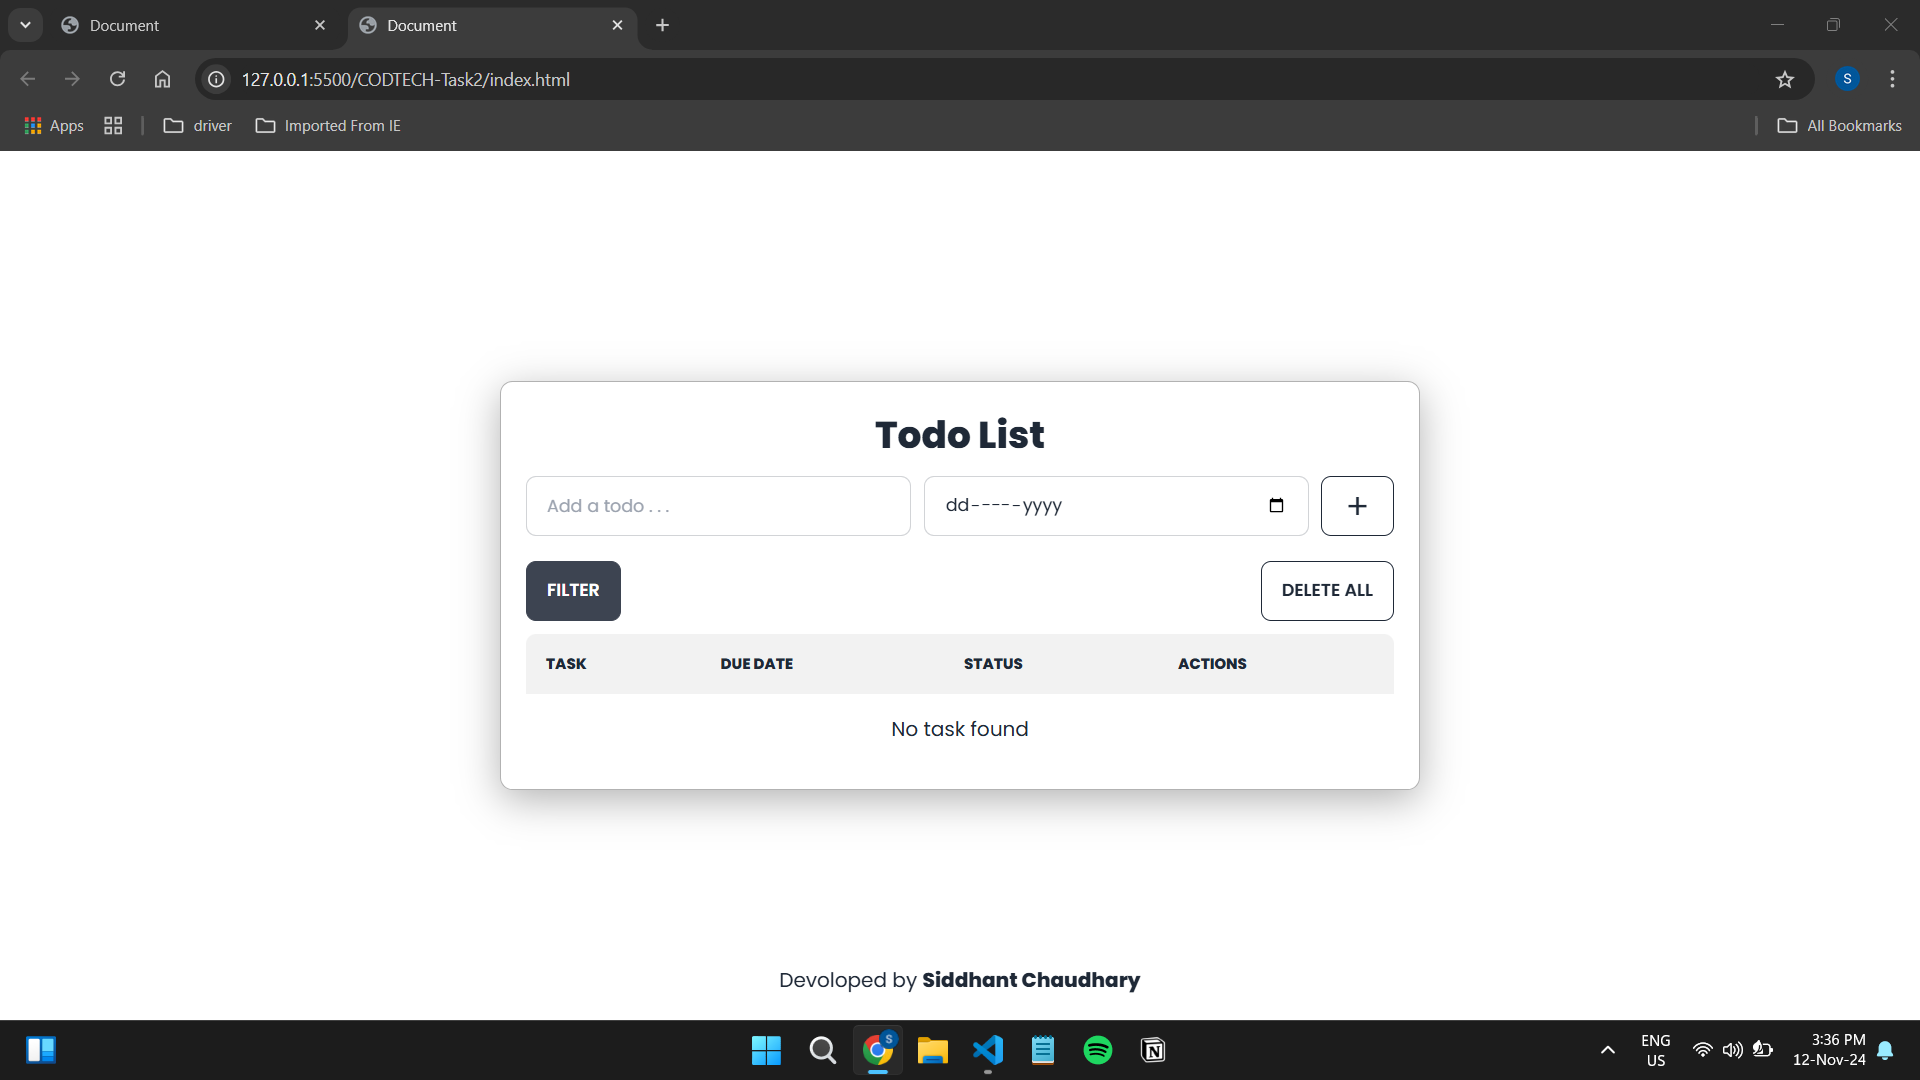 Document
Document
127.0.0.1:5500/CODTECH-Task2/index.html
S
Apps
driver
Imported From IE
All Bookmarks
Todo List
Add a todo . . .
dd-----yyyy
+
FILTER
DELETE ALL
TASK DUE DATE STATUS ACTIONS
No task found
Devoloped by Siddhant Chaudhary
S
ENG
US
3:36 PM
12-Nov-24